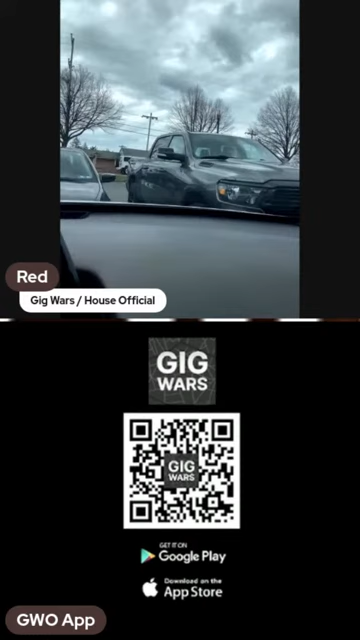 Red
Gig Wars / House Official
GIG
WARS
GIG
WARS
GET IT ON
Google Play
Download on the
App Store
GWO App